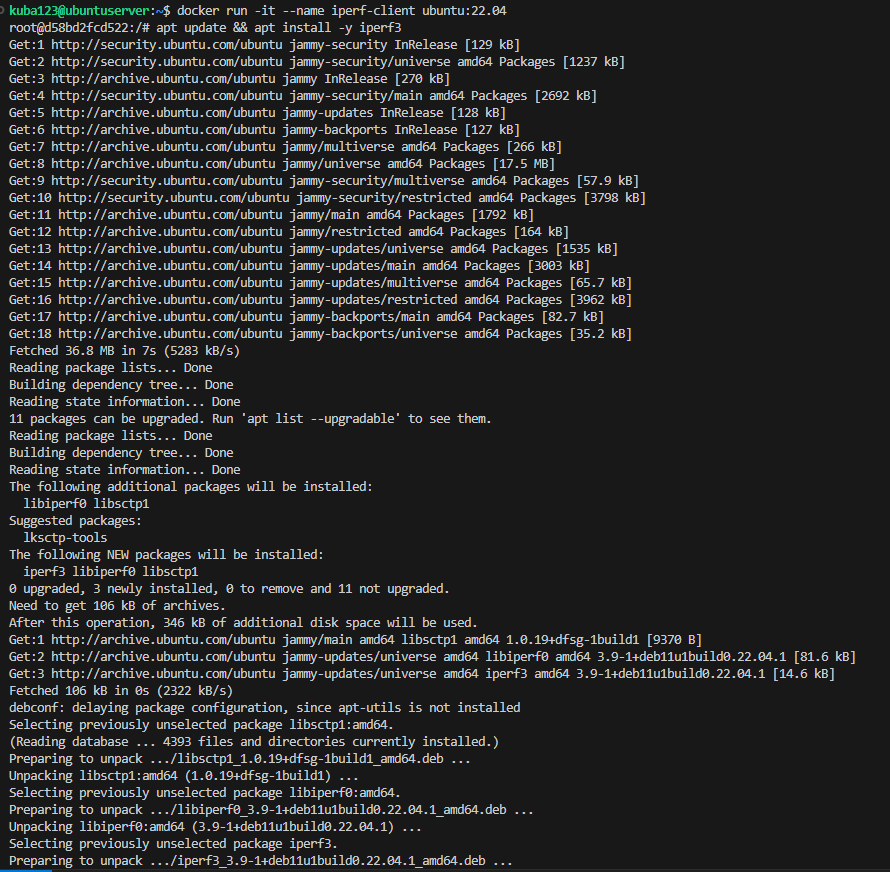 kuba123@ubuntuserver:~$ docker run -it --name iperf-client ubuntu:22.04
root@d58bd2fcd522:/# apt update && apt install -y iperf3
Get:1 http://security.ubuntu.com/ubuntu jammy-security InRelease [129 kB]
Get:2 http://security.ubuntu.com/ubuntu jammy-security/universe amd64 Packages [1237 kB]
Get:3 http://archive.ubuntu.com/ubuntu jammy InRelease [270 kB]
Get:4 http://security.ubuntu.com/ubuntu jammy-security/main amd64 Packages [2692 kB]
Get:5 http://archive.ubuntu.com/ubuntu jammy-updates InRelease [128 kB]
Get:6 http://archive.ubuntu.com/ubuntu jammy-backports InRelease [127 kB]
Get:7 http://archive.ubuntu.com/ubuntu jammy/multiverse amd64 Packages [266 kB]
Get:8 http://archive.ubuntu.com/ubuntu jammy/universe amd64 Packages [17.5 MB]
Get:9 http://security.ubuntu.com/ubuntu jammy-security/multiverse amd64 Packages [57.9 kB]
Get:10 http://security.ubuntu.com/ubuntu jammy-security/restricted amd64 Packages [3798 kB]
Get:11 http://archive.ubuntu.com/ubuntu jammy/main amd64 Packages [1792 kB]
Get:12 http://archive.ubuntu.com/ubuntu jammy/restricted amd64 Packages [164 kB]
Get:13 http://archive.ubuntu.com/ubuntu jammy-updates/universe amd64 Packages [1535 kB]
Get:14 http://archive.ubuntu.com/ubuntu jammy-updates/main amd64 Packages [3003 kB]
Get:15 http://archive.ubuntu.com/ubuntu jammy-updates/multiverse amd64 Packages [65.7 kB]
Get:16 http://archive.ubuntu.com/ubuntu jammy-updates/restricted amd64 Packages [3962 kB]
Get:17 http://archive.ubuntu.com/ubuntu jammy-backports/main amd64 Packages [82.7 kB]
Get:18 http://archive.ubuntu.com/ubuntu jammy-backports/universe amd64 Packages [35.2 kB]
Fetched 36.8 MB in 7s (5283 kB/s)
Reading package lists... Done
Building dependency tree... Done
Reading state information... Done
11 packages can be upgraded. Run 'apt list --upgradable' to see them.
Reading package lists... Done
Building dependency tree... Done
Reading state information... Done
The following additional packages will be installed:
  libiperf0 libsctp1
Suggested packages:
  lksctp-tools
The following NEW packages will be installed:
  iperf3 libiperf0 libsctp1
0 upgraded, 3 newly installed, 0 to remove and 11 not upgraded.
Need to get 106 kB of archives.
After this operation, 346 kB of additional disk space will be used.
Get:1 http://archive.ubuntu.com/ubuntu jammy/main amd64 libsctp1 amd64 1.0.19+dfsg-1build1 [9370 B]
Get:2 http://archive.ubuntu.com/ubuntu jammy-updates/universe amd64 libiperf0 amd64 3.9-1+deb11u1build0.22.04.1 [81.6 kB]
Get:3 http://archive.ubuntu.com/ubuntu jammy-updates/universe amd64 iperf3 amd64 3.9-1+deb11u1build0.22.04.1 [14.6 kB]
Fetched 106 kB in 0s (2322 kB/s)
debconf: delaying package configuration, since apt-utils is not installed
Selecting previously unselected package libsctp1:amd64.
(Reading database ... 4393 files and directories currently installed.)
Preparing to unpack .../libsctp1_1.0.19+dfsg-1build1_amd64.deb ...
Unpacking libsctp1:amd64 (1.0.19+dfsg-1build1) ...
Selecting previously unselected package libiperf0:amd64.
Preparing to unpack .../libiperf0_3.9-1+deb11u1build0.22.04.1_amd64.deb ...
Unpacking libiperf0:amd64 (3.9-1+deb11u1build0.22.04.1) ...
Selecting previously unselected package iperf3.
Preparing to unpack .../iperf3_3.9-1+deb11u1build0.22.04.1_amd64.deb ...